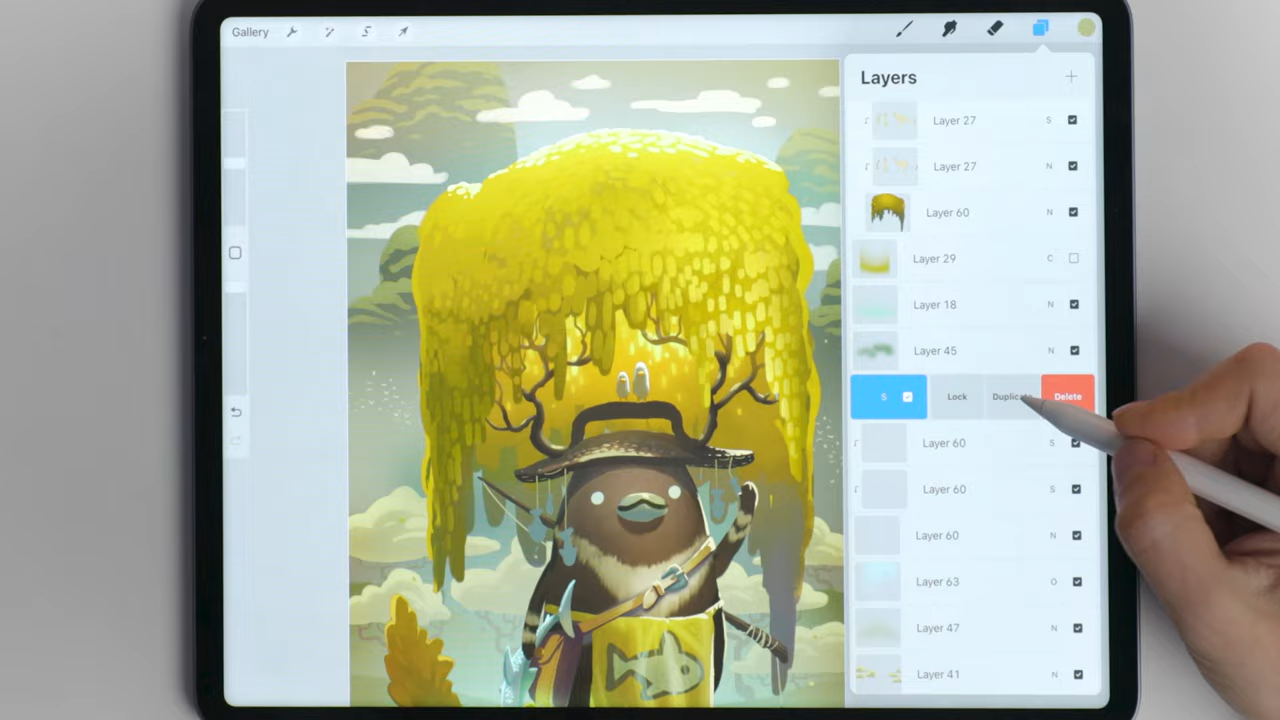 Gallery
Layers
Layer 27 S
Layer 27 N
Layer 60 N
Layer 29 C
Layer 18 N
Layer 45 N
S Lock Duplicate Delete
Layer 60 S
Layer 60 S
Layer 60 N
Layer 63 O
Layer 47 N
Layer 41 N